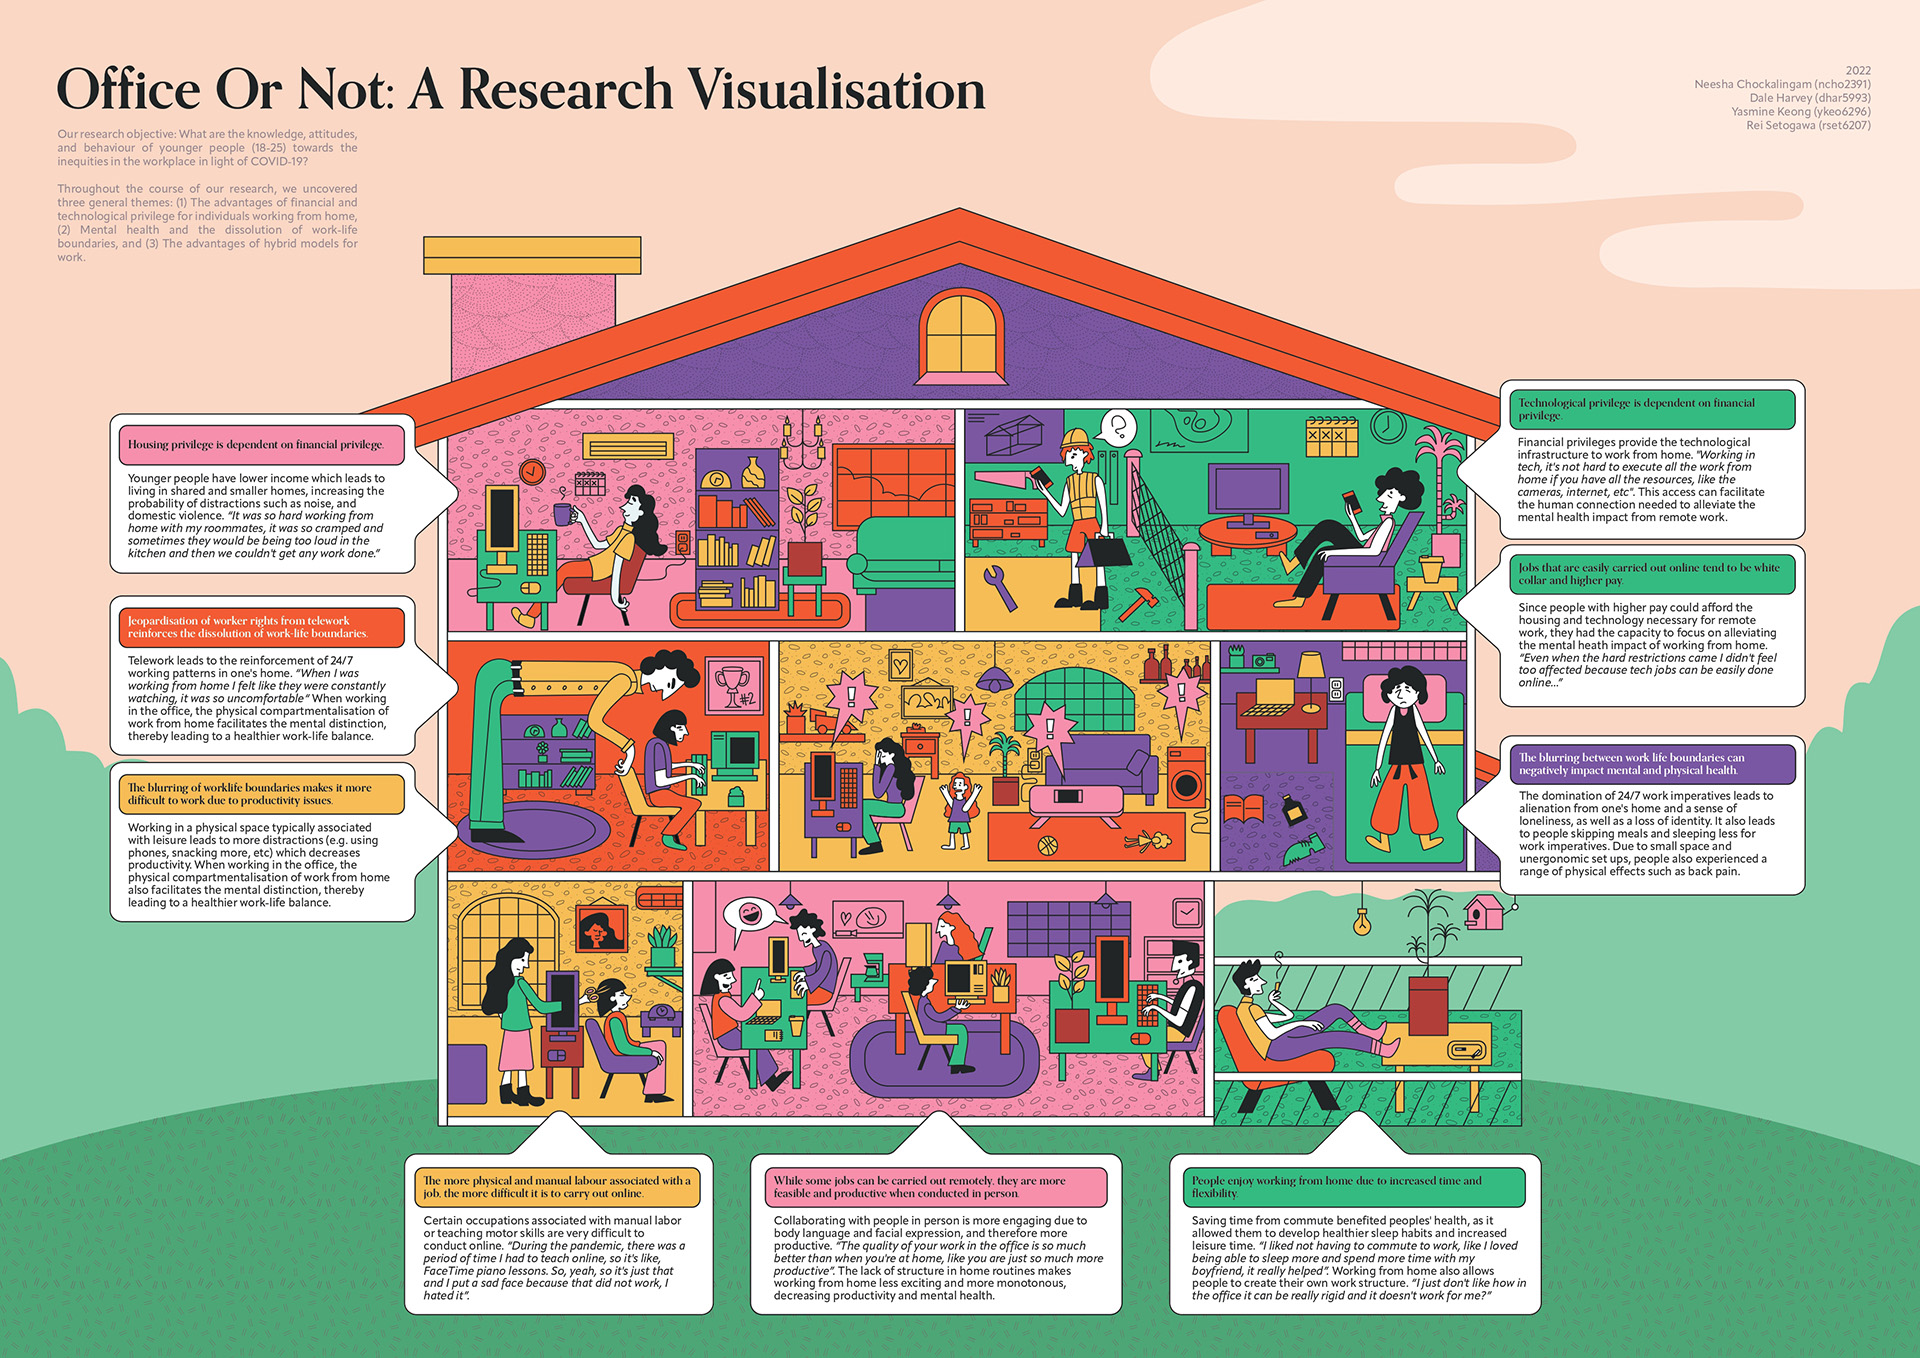 Office Or Not: A Research Visualisation
2022
Neesha Chockalingam (ncho2391)
Dale Harvey (dhar5993)
Yasmine Keong (ykeo6296)
Rei Setogawa (rset6207)
Our research objective: What are the knowledge, attitudes,
and behaviour of younger people (18-25) towards the
inequities in the workplace in light of COVID-19?
Throughout the course of our research, we uncovered
three general themes: (1) The advantages of financial and
technological privilege for individuals working from home,
(2) Mental health and the dissolution of work-life
boundaries, and (3) The advantages of hybrid models for
work.
Housing privilege is dependent on financial privilege.
Younger people have lower income which leads to
living in shared and smaller homes, increasing the
probability of distractions such as noise, and
domestic violence. "It was so hard working from
home with my roommates, it was so cramped and
sometimes they would be being too loud in the
kitchen and then we couldn't get any work done."
Jeopardisation of worker rights from telework
reinforces the dissolution of work-life boundaries.
Telework leads to the reinforcement of 24/7
working patterns in one's home. "When I was
working from home I felt like they were constantly
watching, it was so uncomfortable" When working
in the office, the physical compartmentalisation of
work from home facilitates the mental distinction,
thereby leading to a healthier work-life balance.
The blurring of worklife boundaries makes it more
difficult to work due to productivity issues.
Working in a physical space typically associated
with leisure leads to more distractions (e.g. using
phones, snacking more, etc) which decreases
productivity. When working in the office, the
physical compartmentalisation of work from home
also facilitates the mental distinction, thereby
leading to a healthier work-life balance.
?
!
!
!
!
#2
Technological privilege is dependent on financial
privilege.
Financial privileges provide the technological
infrastructure to work from home. "Working in
tech, it's not hard to execute all the work from
home if you have all the resources, like the
cameras, internet, etc". This access can facilitate
the human connection needed to alleviate the
mental health impact from remote work.
Jobs that are easily carried out online tend to be white
collar and higher pay.
Since people with higher pay could afford the
housing and technology necessary for remote
work, they had the capacity to focus on alleviating
the mental heath impact of working from home.
"Even when the hard restrictions came I didn't feel
too affected because tech jobs can be easily done
online..."
The blurring between work life boundaries can
negatively impact mental and physical health.
The domination of 24/7 work imperatives leads to
alienation from one's home and a sense of
loneliness, as well as a loss of identity. It also leads
to people skipping meals and sleeping less for
work imperatives. Due to small space and
unergonomic set ups, people also experienced a
range of physical effects such as back pain.
The more physical and manual labour associated with a
job, the more difficult it is to carry out online.
Certain occupations associated with manual labor
or teaching motor skills are very difficult to
conduct online. "During the pandemic, there was a
period of time I had to teach online, so it's like,
FaceTime piano lessons. So, yeah, so it's just that
and I put a sad face because that did not work, I
hated it".
While some jobs can be carried out remotely, they are more
feasible and productive when conducted in person.
Collaborating with people in person is more engaging due to
body language and facial expression, and therefore more
productive. "The quality of your work in the office is so much
better than when you're at home, like you are just so much more
productive". The lack of structure in home routines makes
working from home less exciting and more monotonous,
decreasing productivity and mental health.
People enjoy working from home due to increased time and
flexibility.
Saving time from commute benefited peoples' health, as it
allowed them to develop healthier sleep habits and increased
leisure time. "I liked not having to commute to work, like I loved
being able to sleep more and spend more time with my
boyfriend, it really helped". Working from home also allows
people to create their own work structure. "I just don't like how in
the office it can be really rigid and it doesn't work for me?"